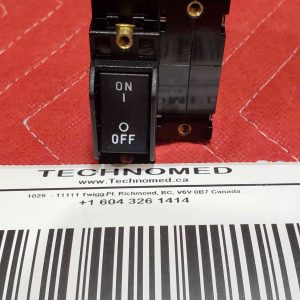 ON
I
O
OFF
TECHNOMED
www.Technomed.ca
1025 - 11111 Twigg Pl, Richmond, BC, V6V 0B7 Canada
+1 604 326 1414